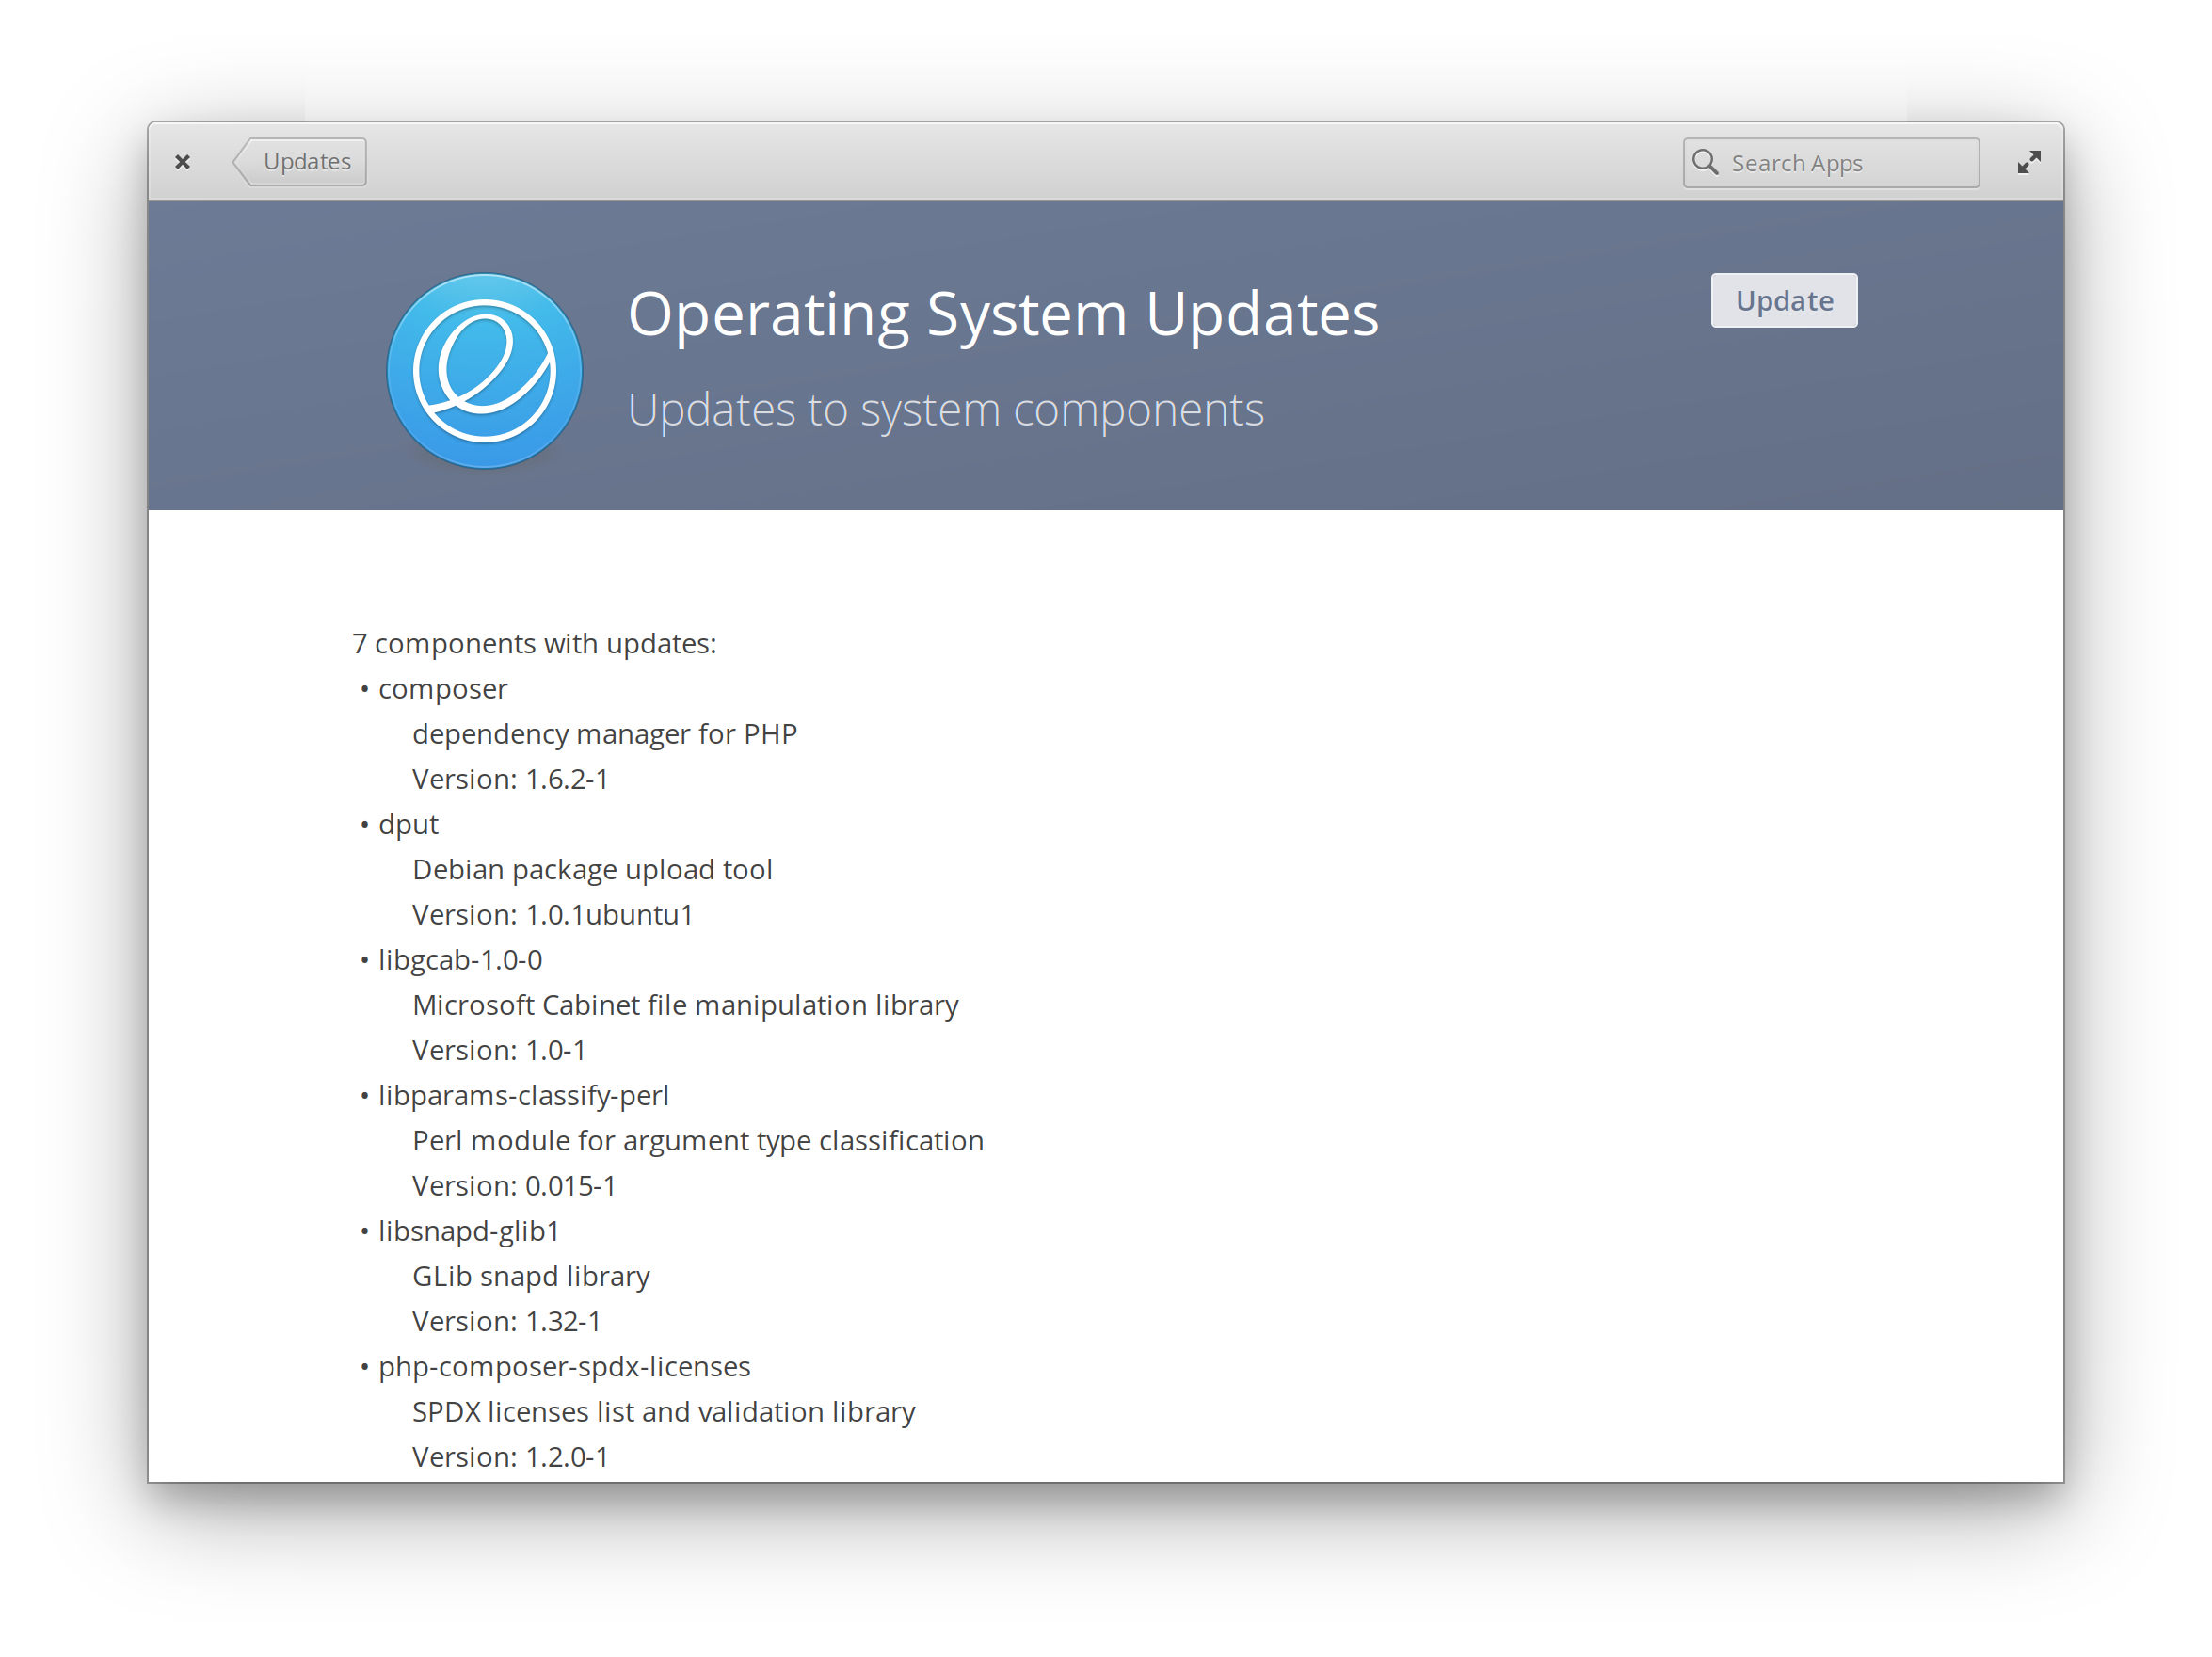 Updates
Search Apps
Operating System Updates
Update
Updates to system components
7 components with updates:
• composer
dependency manager for PHP
Version: 1.6.2-1
• dput
Debian package upload tool
Version: 1.0.1ubuntu1
• libgcab-1.0-0
Microsoft Cabinet file manipulation library
Version: 1.0-1
• libparams-classify-perl
Perl module for argument type classification
Version: 0.015-1
• libsnapd-glib1
GLib snapd library
Version: 1.32-1
• php-composer-spdx-licenses
SPDX licenses list and validation library
Version: 1.2.0-1